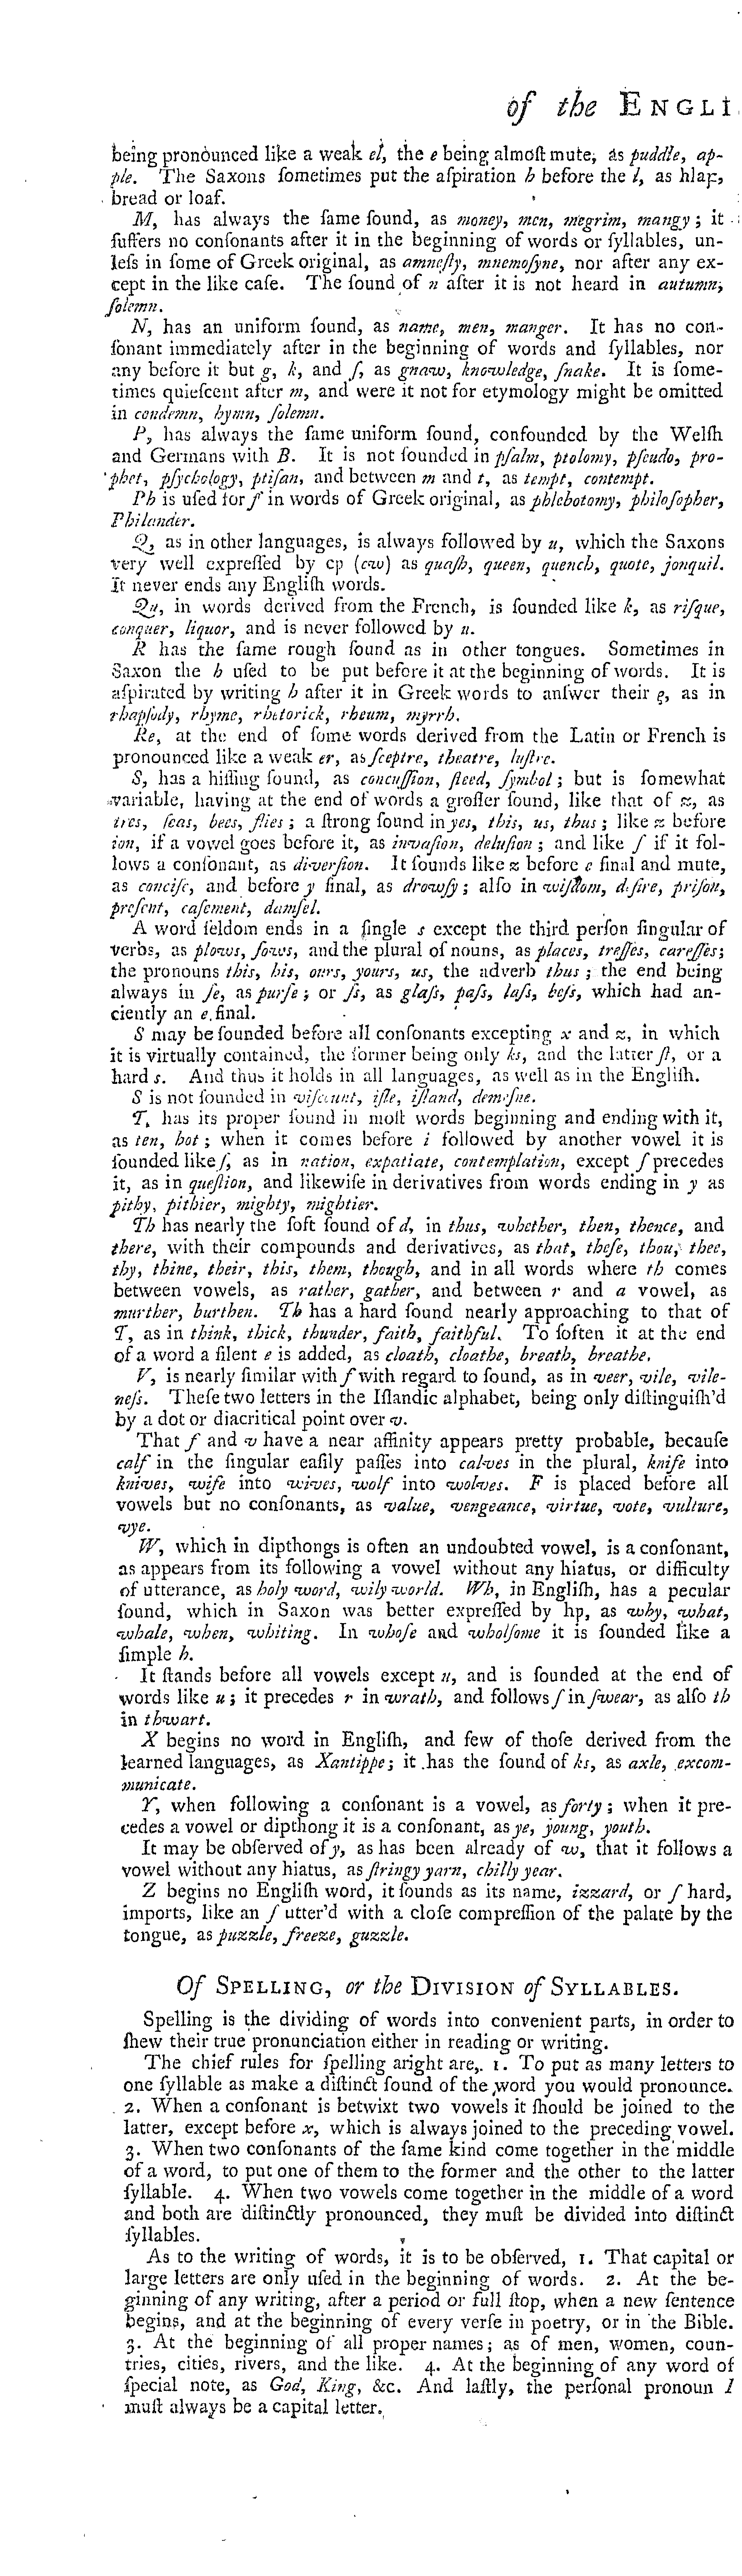 of the ENGLI
being pronounced like a weak el, the e being almoſt mute, as puddle, ap-
ple. The Saxons ſometimes put the aſpiration h before the l, as hlaf,
bread or loaf.
M, has always the ſame ſound, as money, men, megrim, mangy; it
ſuffers no conſonants after it in the beginning of words or ſyllables, un-
leſs in ſome of Greek original, as amneſty, mnemoſyne, nor after any ex-
cept in the like caſe. The ſound of n after it is not heard in autumn,
ſolemn.
N, has an uniform ſound, as name, men, manger. It has no con-
ſonant immediately after in the beginning of words and ſyllables, nor
any before it but g, k, and ſ, as gnaw, knowledge, ſnake. It is ſome-
times quieſcent after m, and were it not for etymology might be omitted
in condemn, hymn, ſolemn.
P, has always the ſame uniform ſound, confounded by the Welſh
and Germans with B. It is not ſounded in pſalm, ptolomy, pſeudo, pro-
phet, pſychology, ptiſan, and between m and t, as tempt, contempt.
Ph is uſed for f in words of Greek original, as phlebotomy, philoſopher,
Philander.
Q, as in other languages, is always followed by u, which the Saxons
very well expreſſed by cp (cw) as quaſh, queen, quench, quote, jonquil.
It never ends any Engliſh words.
Qu, in words derived from the French, is ſounded like k, as riſque,
conquer, liquor, and is never followed by u.
R has the ſame rough ſound as in other tongues. Sometimes in
Saxon the h uſed to be put before it at the beginning of words. It is
aſpirated by writing h after it in Greek words to anſwer their ρ, as in
rhapſody, rhyme, rhetorick, rheum, myrrh.
Re, at the end of ſome words derived from the Latin or French is
pronounced like a weak er, as ſceptre, theatre, luſtre.
S, has a hiſſing ſound, as concuſſion, ſteed, ſymbol; but is ſomewhat
variable, having at the end of words a groſſer ſound, like that of z, as
tres, ſeas, bees, flies; a ſtrong ſound in yes, this, us, thus; like z before
ion, if a vowel goes before it, as invaſion, deluſion; and like ſ if it fol-
lows a conſonant, as diverſion. It ſounds like z before e final and mute,
as conciſe, and before y final, as drowſy; alſo in wiſdom, deſire, priſon,
preſent, caſement, damſel.
A word ſeldom ends in a ſingle s except the third perſon ſingular of
verbs, as plows, ſows, and the plural of nouns, as places, treſſes, careſſes;
the pronouns this, his, ours, yours, us, the adverb thus; the end being
always in ſe, as purſe; or ſs, as glaſs, paſs, laſs, beſs, which had an-
ciently an e final.
S may be ſounded before all conſonants excepting x and z, in which
it is virtually contained, the former being only ks, and the latter ſſ, or a
hard s. And thus it holds in all languages, as well as in the Engliſh.
S is not ſounded in viſcount, iſle, iſland, demeſne.
T, has its proper ſound in moſt words beginning and ending with it,
as ten, hot; when it comes before i followed by another vowel it is
ſounded like ſ, as in nation, expatiate, contemplation, except ſ precedes
it, as in queſtion, and likewiſe in derivatives from words ending in y as
pithy, pithier, mighty, mightier.
Th has nearly the ſoft ſound of d, in thus, whether, then, thence, and
there, with their compounds and derivatives, as that, theſe, thou, thee,
thy, thine, their, this, them, though, and in all words where th comes
between vowels, as rather, gather, and between r and a vowel, as
murther, burthen. Th has a hard ſound nearly approaching to that of
T, as in think, thick, thunder, faith, faithful. To ſoften it at the end
of a word a ſilent e is added, as cloath, cloathe, breath, breathe.
V, is nearly ſimilar with f with regard to ſound, as in veer, vile, vile-
neſs. Theſe two letters in the Iſlandic alphabet, being only diſtinguiſh'd
by a dot or diacritical point over v.
That f and v have a near affinity appears pretty probable, becauſe
calf in the ſingular eaſily paſſes into calves in the plural, knife into
knives, wife into wives, wolf into wolves. F is placed before all
vowels but no conſonants, as value, vengeance, virtue, vote, vulture,
vye.
W, which in dipthongs is often an undoubted vowel, is a conſonant,
as appears from its following a vowel without any hiatus, or difficulty
of utterance, as holy word, wily world. Wh, in Engliſh, has a pecular
ſound, which in Saxon was better expreſſed by hp, as why, what,
whale, when, whiting. In whoſe and wholſome it is ſounded like a
ſimple h.
It ſtands before all vowels except u, and is ſounded at the end of
words like u; it precedes r in wrath, and follows ſ in ſwear, as alſo th
in thwart.
X begins no word in Engliſh, and few of thoſe derived from the
learned languages, as Xantippe; it has the ſound of ks, as axle, excom-
municate.
Y, when following a conſonant is a vowel, as forty; when it pre-
cedes a vowel or dipthong it is a conſonant, as ye, young, youth.
It may be obſerved of y, as has been already of w, that it follows a
vowel without any hiatus, as ſtringy yarn, chilly year.
Z begins no Engliſh word, it ſounds as its name, izzard, or ſ hard,
imports, like an ſ utter'd with a cloſe compreſſion of the palate by the
tongue, as puzzle, freeze, guzzle.
Of SPELLING, or the DIVISION of SYLLABLES.
Spelling is the dividing of words into convenient parts, in order to
ſhew their true pronunciation either in reading or writing.
The chief rules for ſpelling aright are,. 1. To put as many letters to
one ſyllable as make a diſtinct ſound of the word you would pronounce.
2. When a conſonant is betwixt two vowels it ſhould be joined to the
latter, except before x, which is always joined to the preceding vowel.
3. When two conſonants of the ſame kind come together in the middle
of a word, to put one of them to the former and the other to the latter
ſyllable. 4. When two vowels come together in the middle of a word
and both are diſtinctly pronounced, they muſt be divided into diſtinct
ſyllables.
As to the writing of words, it is to be obſerved, 1. That capital or
large letters are only uſed in the beginning of words. 2. At the be-
ginning of any writing, after a period or full ſtop, when a new ſentence
begins, and at the beginning of every verſe in poetry, or in the Bible.
3. At the beginning of all proper names; as of men, women, coun-
tries, cities, rivers, and the like. 4. At the beginning of any word of
ſpecial note, as God, King, &c. And laſtly, the perſonal pronoun I
muſt always be a capital letter.